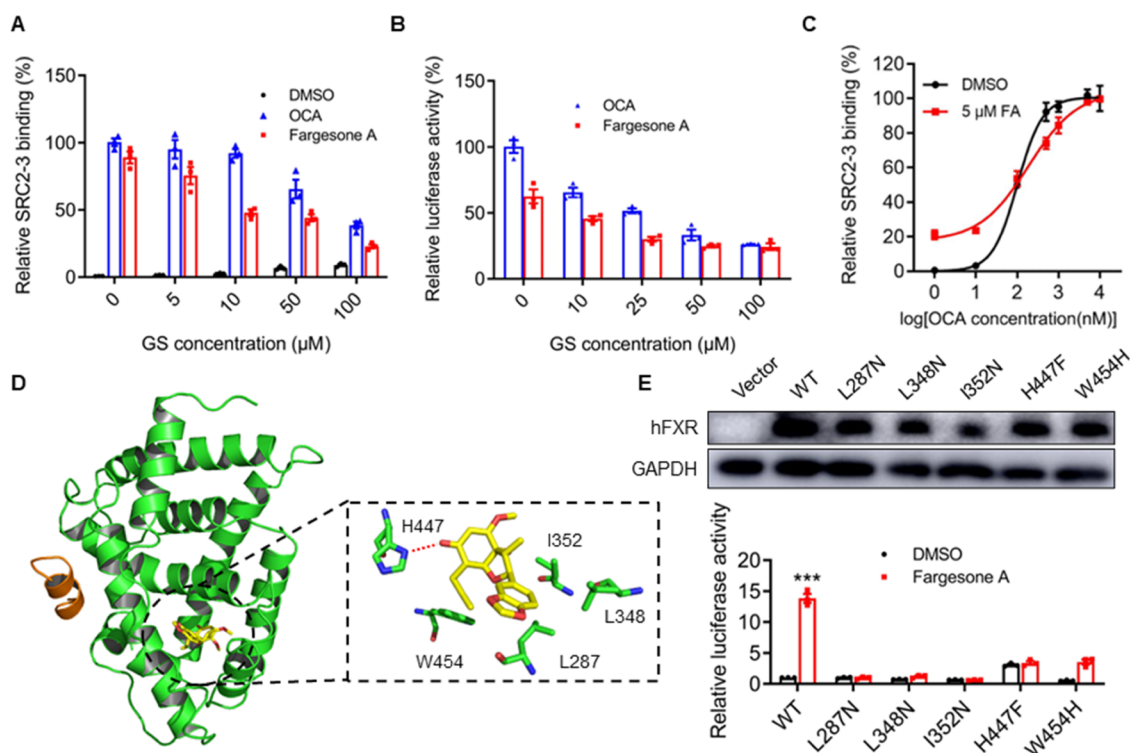 A
Relative SRC2-3 binding (%)
150
100
50
0
DMSO
OCA
Fargesone A
0
5
10
50
100
GS concentration (µM)
B
Relative luciferase activity (%)
150
100
50
0
OCA
Fargesone A
0
10
25
50
100
GS concentration (µM)
C
Relative SRC2-3 binding (%)
120
100
80
60
40
20
0
DMSO
5 µM FA
0
1
2
3
4
log[OCA concentration(nM)]
D
H447
I352
L348
W454
L287
E
Vector
WT
L287N
L348N
I352N
H447F
W454H
hFXR
GAPDH
Relative luciferase activity
20
15
10
5
0
DMSO
Fargesone A
***
WT
L287N
L348N
I352N
H447F
W454H